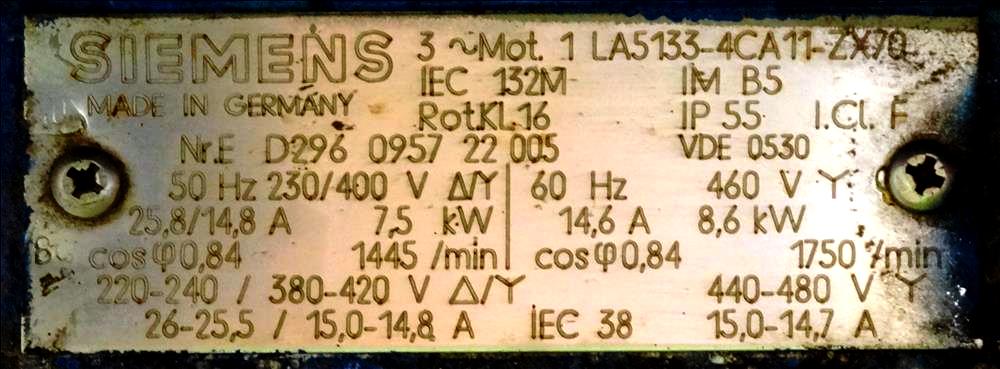 SIEMENS 3 ~Mot. 1 LA5133-4CA11-ZX70
IEC 132M IM B5
MADE IN GERMANY
Rot.KL 16 IP 55 I.Cl. F
Nr.E D296 0957 22 005 VDE 0530
50 Hz 230/400 V Δ/Y 60 Hz 460 V Y
25,8/14,8 A 7,5 kW 14,6 A 8,6 kW
cosφ0,84 1445 /min cosφ0,84 1750 /min
220-240 / 380-420 V Δ/Y 440-480 V Y
26-25,5 / 15,0-14,8 A IEC 38 15,0-14,7 A